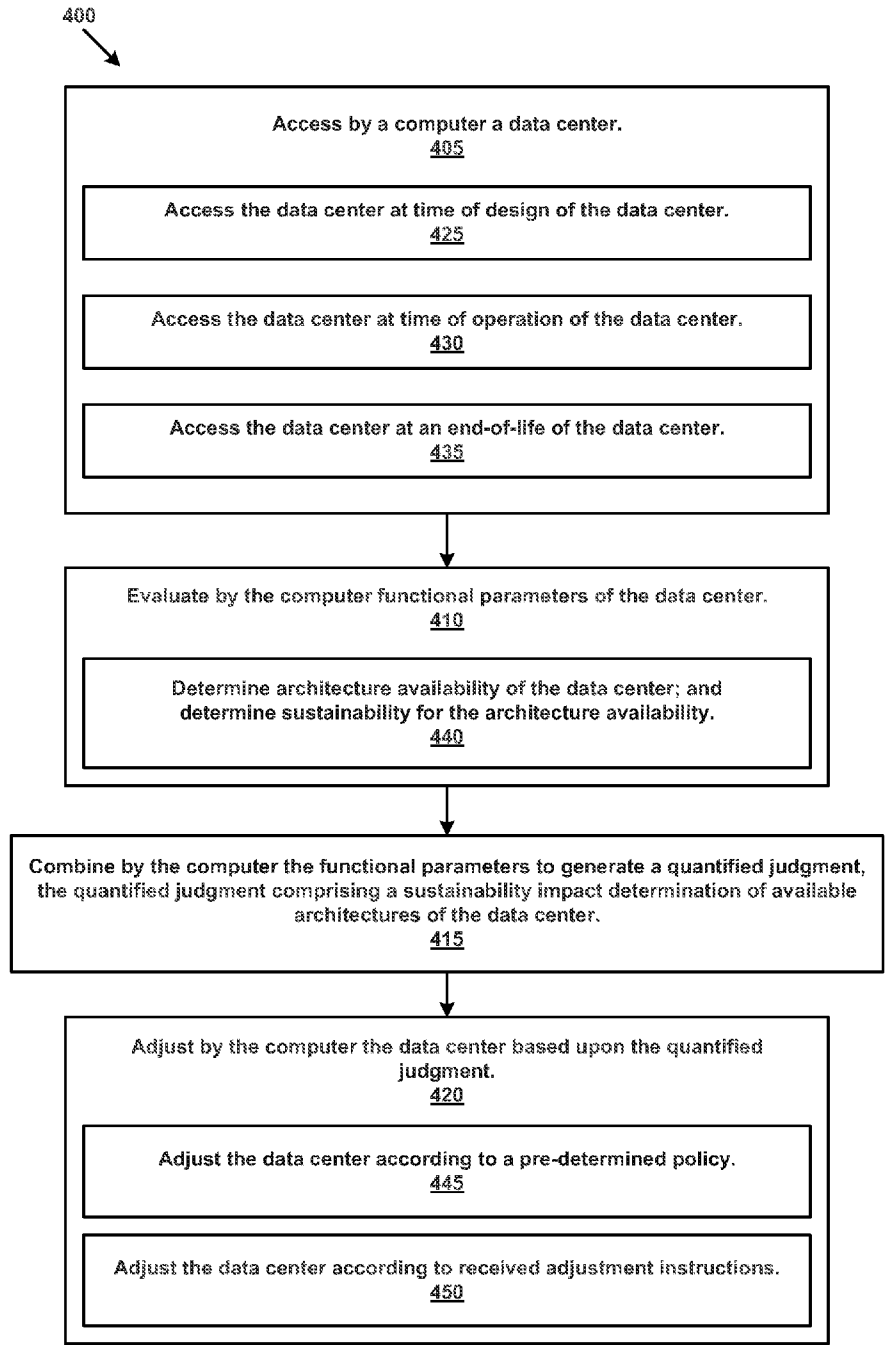 400
Access by a computer a data center.
405
Access the data center at time of design of the data center.
425
Access the data center at time of operation of the data center.
430
Access the data center at an end-of-life of the data center.
435
Evaluate by the computer functional parameters of the data center.
410
Determine architecture availability of the data center; and
determine sustainability for the architecture availability.
440
Combine by the computer the functional parameters to generate a quantified judgment,
the quantified judgment comprising a sustainability impact determination of available
architectures of the data center.
415
Adjust by the computer the data center based upon the quantified
judgment.
420
Adjust the data center according to a pre-determined policy.
445
Adjust the data center according to received adjustment instructions.
450